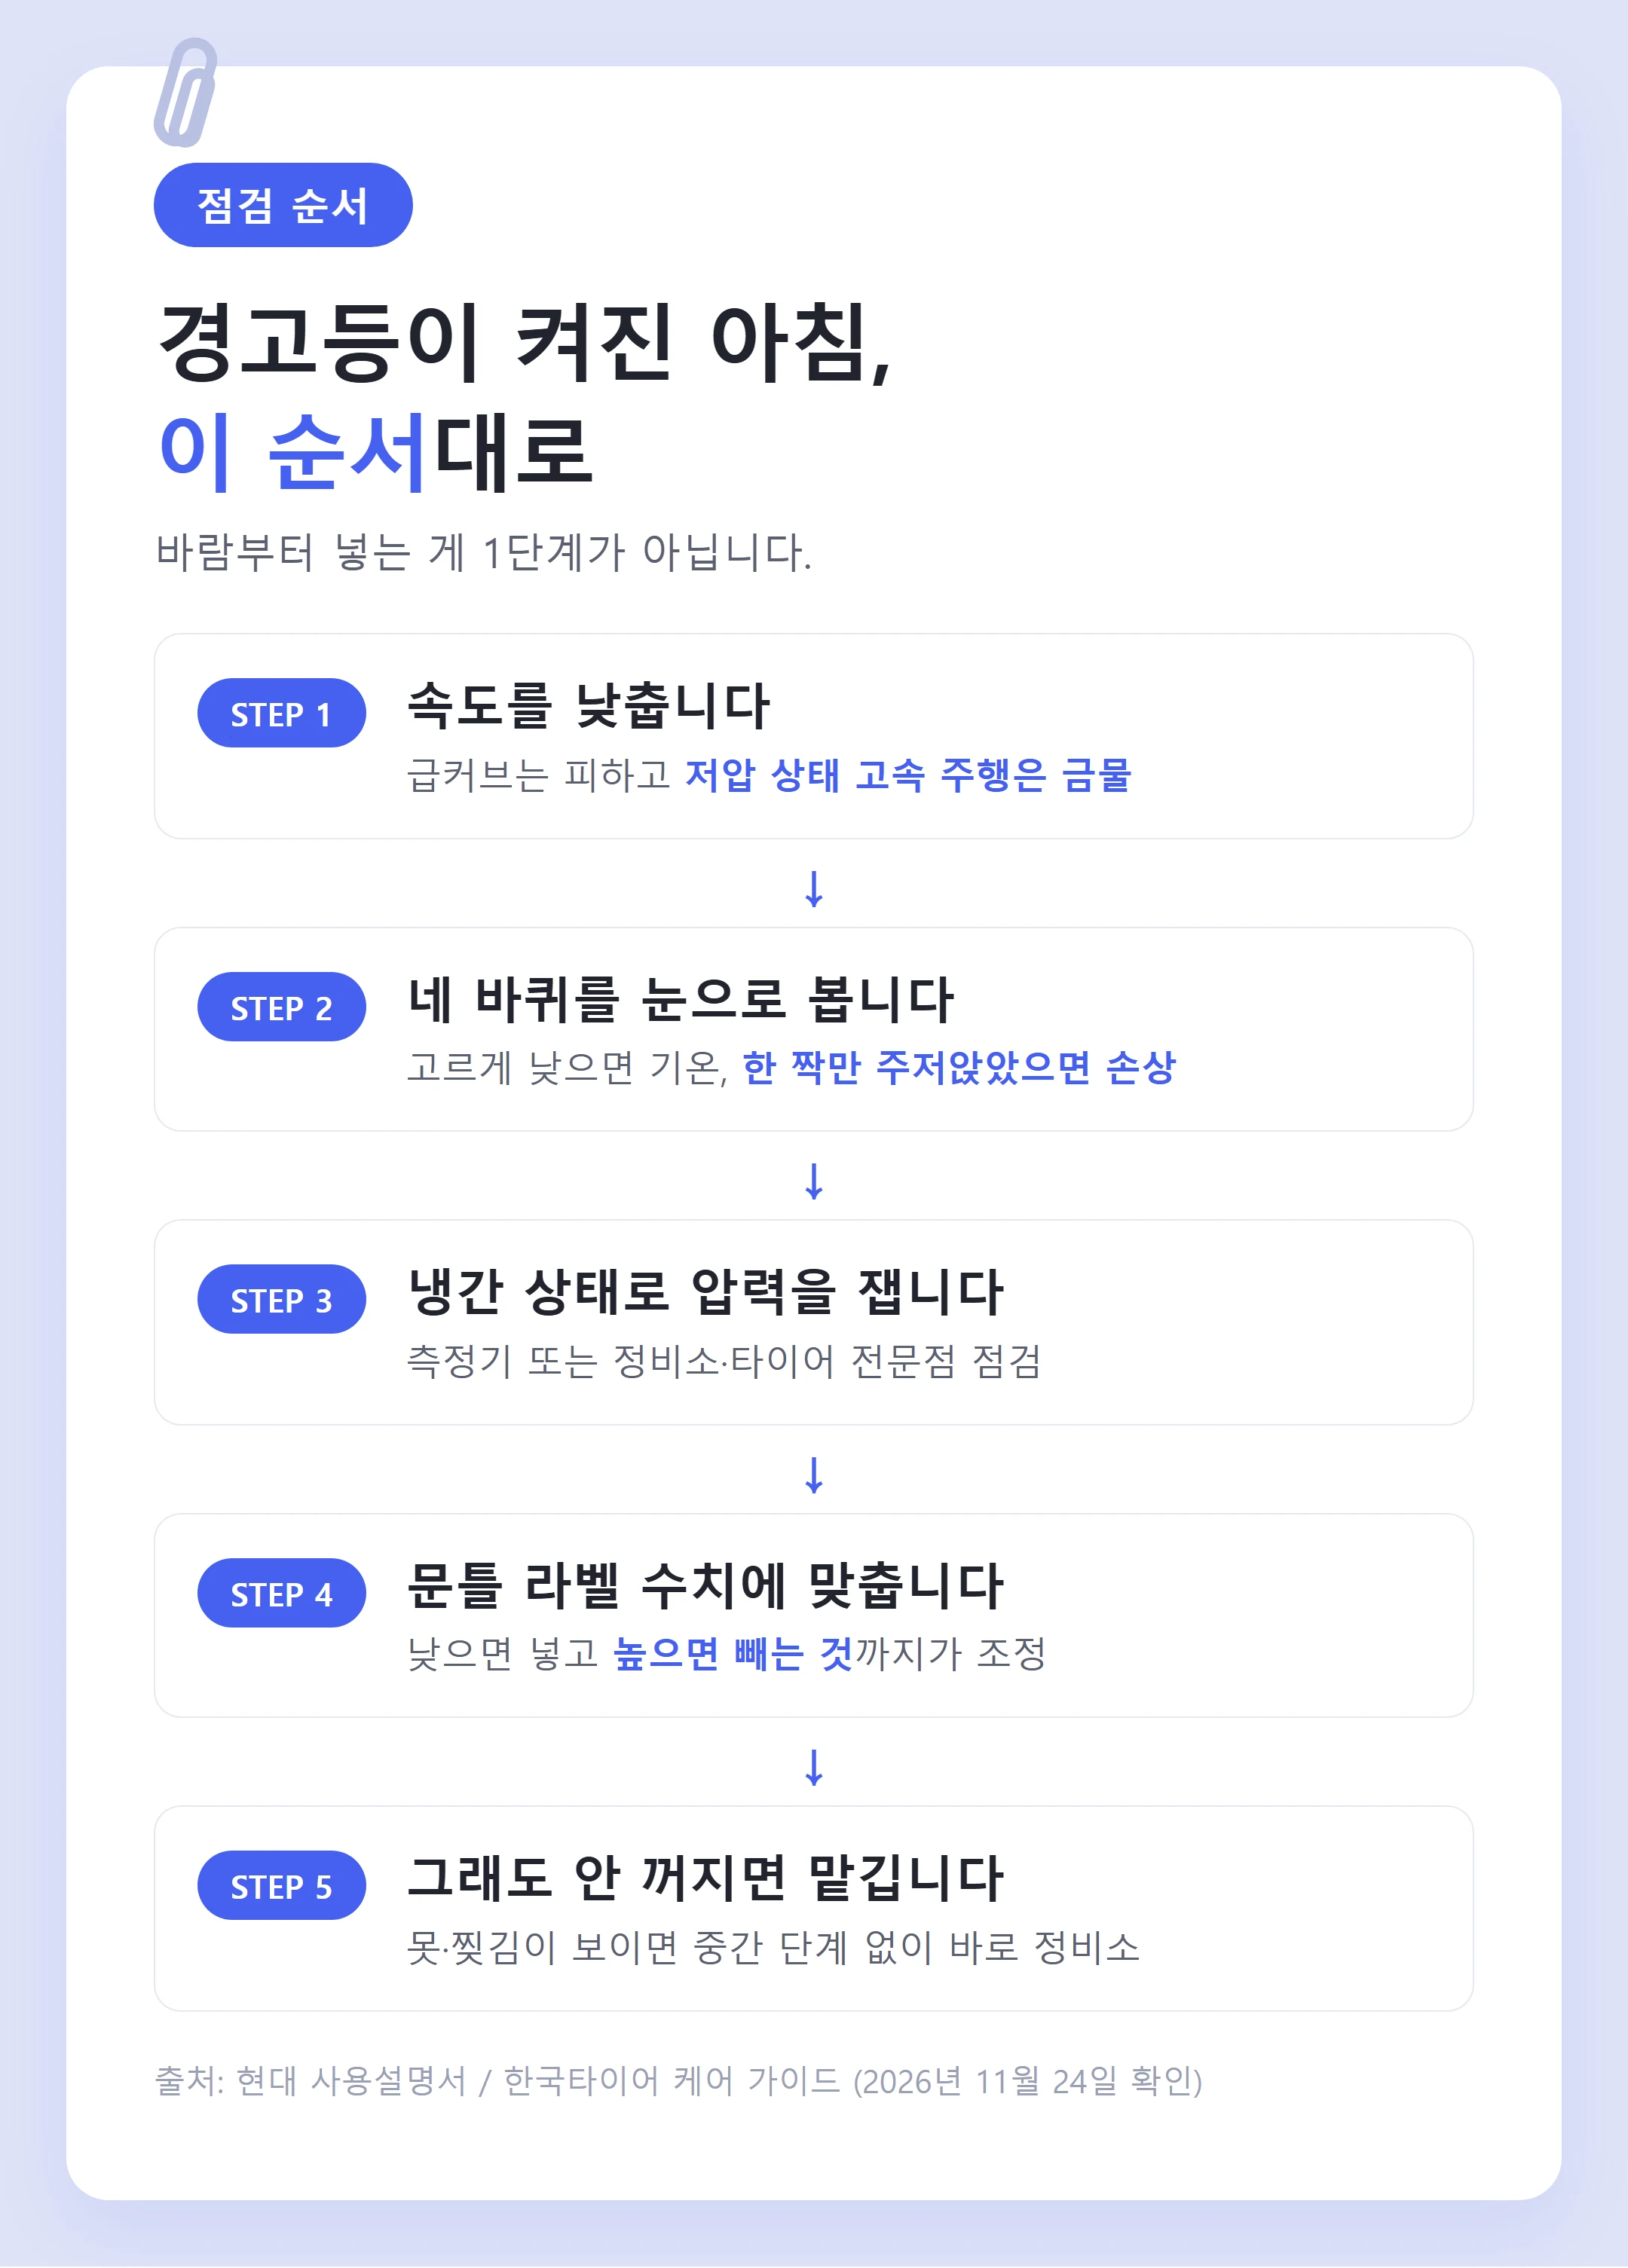 점검 순서
경고등이 켜진 아침,
이 순서대로
바람부터 넣는 게 1단계가 아닙니다.
STEP 1
속도를 낮춥니다
급커브는 피하고 저압 상태 고속 주행은 금물
↓
STEP 2
네 바퀴를 눈으로 봅니다
고르게 낮으면 기온, 한 짝만 주저앉았으면 손상
↓
STEP 3
냉간 상태로 압력을 잽니다
측정기 또는 정비소·타이어 전문점 점검
↓
STEP 4
문틀 라벨 수치에 맞춥니다
낮으면 넣고 높으면 빼는 것까지가 조정
↓
STEP 5
그래도 안 꺼지면 맡깁니다
못·찢김이 보이면 중간 단계 없이 바로 정비소
출처: 현대 사용설명서 / 한국타이어 케어 가이드 (2026년 11월 24일 확인)